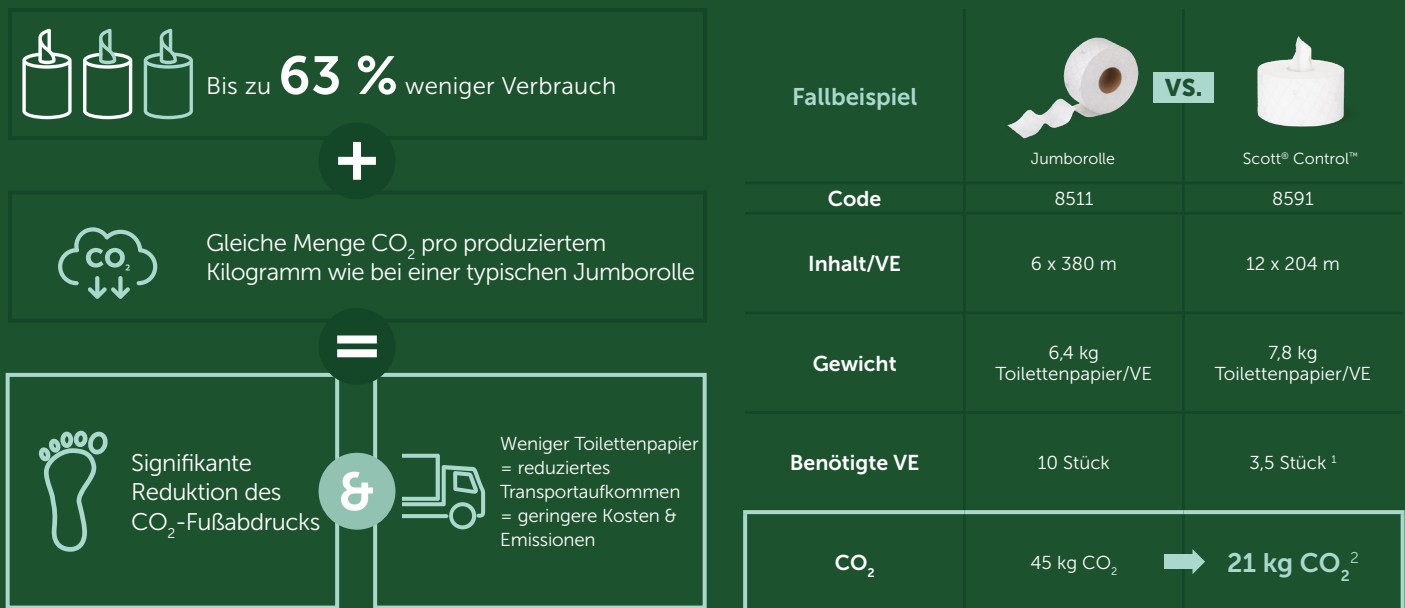 Bis zu 63 % weniger Verbrauch
+
CO₂
Gleiche Menge CO₂ pro produziertem
Kilogramm wie bei einer typischen Jumborolle
=
Signifikante
Reduktion des
CO₂-Fußabdrucks
&
Weniger Toilettenpapier
= reduziertes
Transportaufkommen
= geringere Kosten &
Emissionen
Fallbeispiel
VS.
Jumborolle
Scott® Control™
Code 8511 8591
Inhalt/VE 6 x 380 m 12 x 204 m
Gewicht 6,4 kg 7,8 kg
Toilettenpapier/VE Toilettenpapier/VE
Benötigte VE 10 Stück 3,5 Stück ¹
CO₂ 45 kg CO₂ 21 kg CO₂²